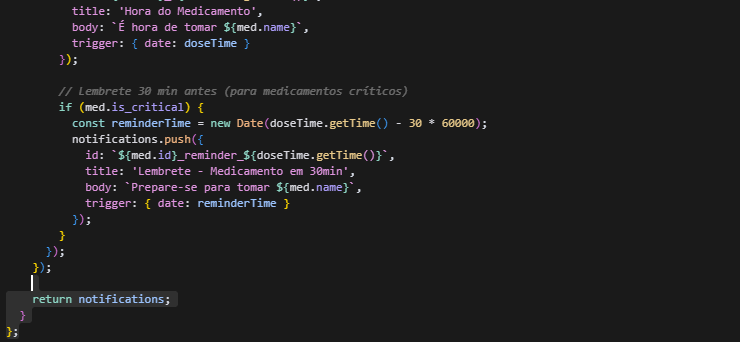 title: 'Hora do Medicamento',
body: `É hora de tomar ${med.name}`,
trigger: { date: doseTime }
});
// Lembrete 30 min antes (para medicamentos críticos)
if (med.is_critical) {
const reminderTime = new Date(doseTime.getTime() - 30 * 60000);
notifications.push({
id: `${med.id}_reminder_${doseTime.getTime()}`,
title: 'Lembrete - Medicamento em 30min',
body: `Prepare-se para tomar ${med.name}`,
trigger: { date: reminderTime }
});
}
});
});
return notifications;
}
};